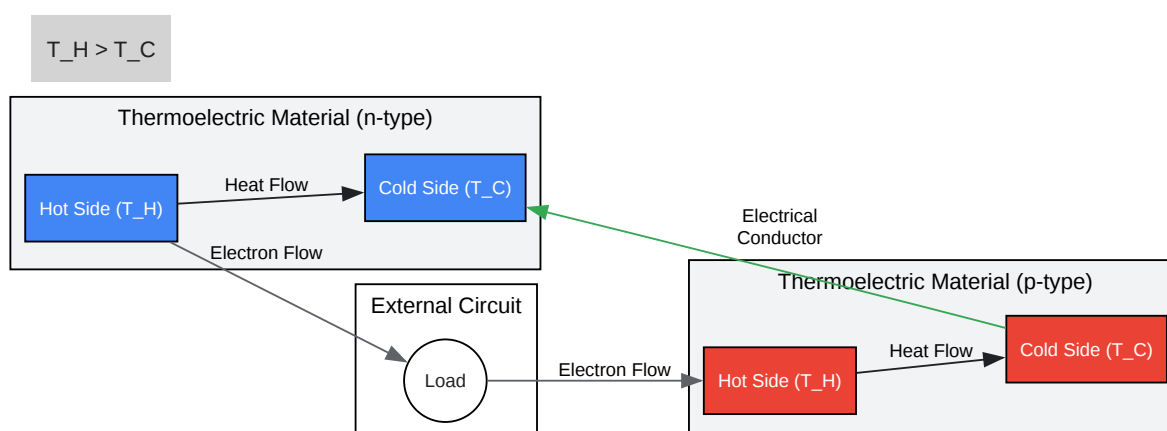 T_H > T_C
Thermoelectric Material (n-type)
Hot Side (T_H)
Heat Flow
Cold Side (T_C)
Electron Flow
Electrical
Conductor
External Circuit
Load
Electron Flow
Thermoelectric Material (p-type)
Hot Side (T_H)
Heat Flow
Cold Side (T_C)